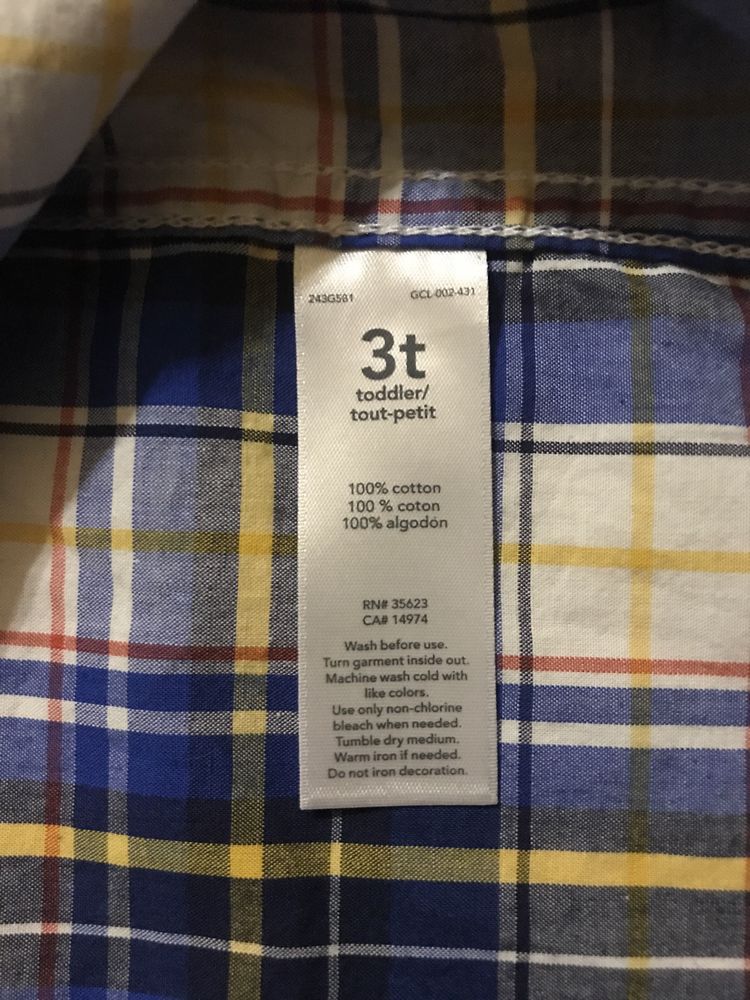 243G581 GCL-002-431
3t
toddler/
tout-petit
100% cotton
100 % coton
100% algodón
RN# 35623
CA# 14974
Wash before use.
Turn garment inside out.
Machine wash cold with
like colors.
Use only non-chlorine
bleach when needed.
Tumble dry medium.
Warm iron if needed.
Do not iron decoration.